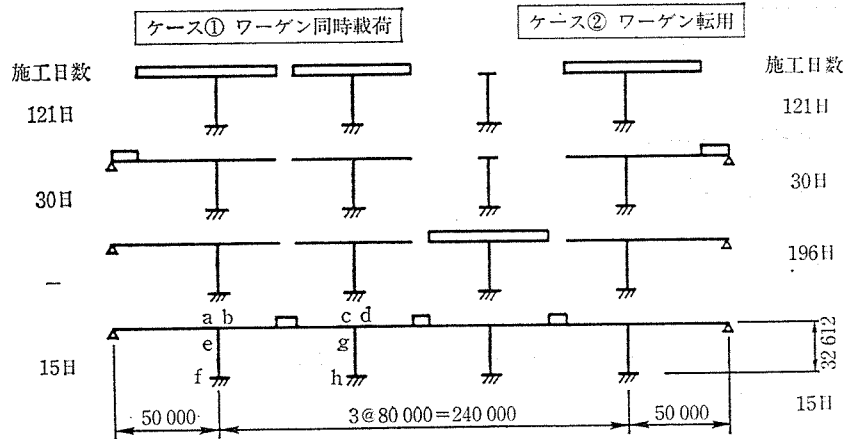 ケース① ワーゲン同時載荷
ケース② ワーゲン転用
施工日数
施工日数
121日
121日
30日
30日
—
196日
a b
c d
e
g
f
h
15日
15日
32 612
50 000
3@80 000=240 000
50 000